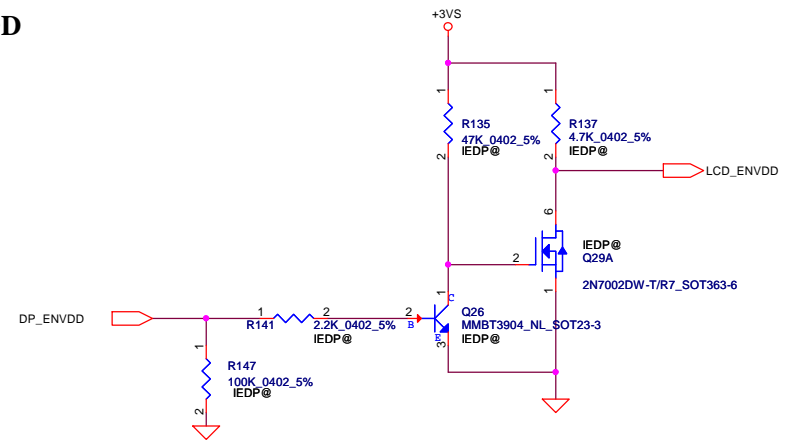 D
+3VS
1
1
R135
47K_0402_5%
IEDP@
2
R137
4.7K_0402_5%
IEDP@
2
LCD_ENVDD
6
IEDP@
Q29A
2
2N7002DW-T/R7_SOT363-6
1
1
C
Q26
MMBT3904_NL_SOT23-3
IEDP@
2
B
E
3
DP_ENVDD
1
R141
2
2.2K_0402_5%
IEDP@
1
R147
100K_0402_5%
IEDP@
2